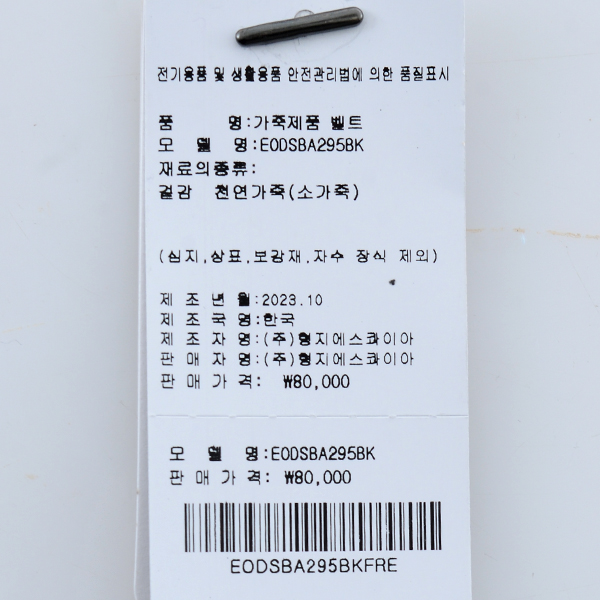 전기용품 및 생활용품 안전관리법에 의한 품질표시
품 명:가죽제품 벨트
모 델 명:EODSBA295BK
재료의종류:
겉감 천연가죽(소가죽)
(심지,상표,보강재,자수 장식 제외)
제 조 년 월:2023.10
제 조 국 명:한국
제 조 자 명:(주)형지에스콰이아
판 매 자 명:(주)형지에스콰이아
판 매 가 격: ₩80,000
모 델 명:EODSBA295BK
판 매 가 격: ₩80,000
EODSBA295BKFRE